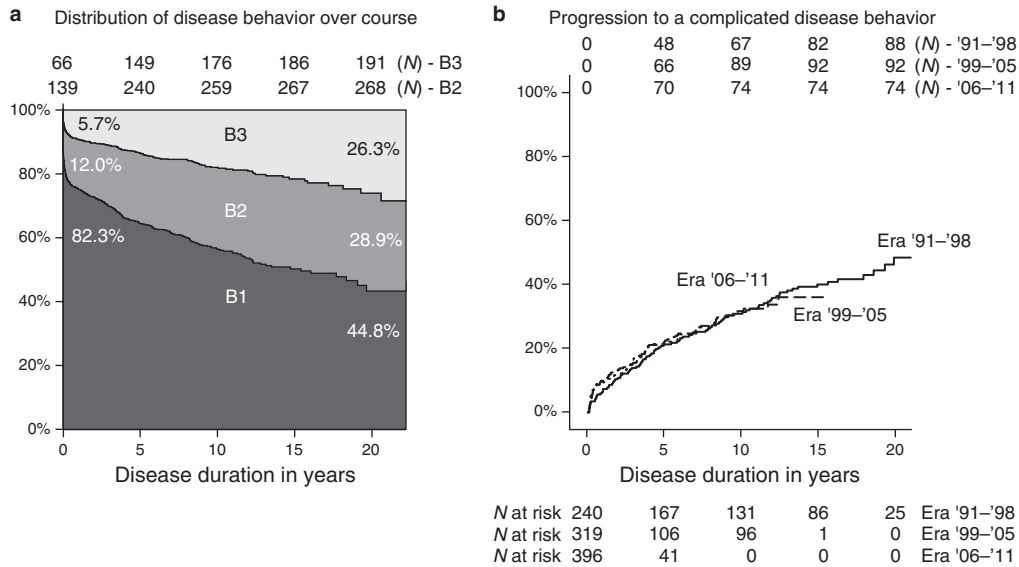 a Distribution of disease behavior over course
66 149 176 186 191 (N) - B3
139 240 259 267 268 (N) - B2
100%
80%
60%
40%
20%
0%
5.7%
B3
26.3%
12.0%
B2
82.3%
28.9%
B1
44.8%
0 5 10 15 20
Disease duration in years
b Progression to a complicated disease behavior
0 48 67 82 88 (N) - '91–'98
0 66 89 92 92 (N) - '99–'05
0 70 74 74 74 (N) - '06–'11
100%
80%
60%
40%
20%
0%
Era '91–'98
Era '06–'11
Era '99–'05
0 5 10 15 20
Disease duration in years
N at risk 240 167 131 86 25 Era '91–'98
N at risk 319 106 96 1 0 Era '99–'05
N at risk 396 41 0 0 0 Era '06–'11